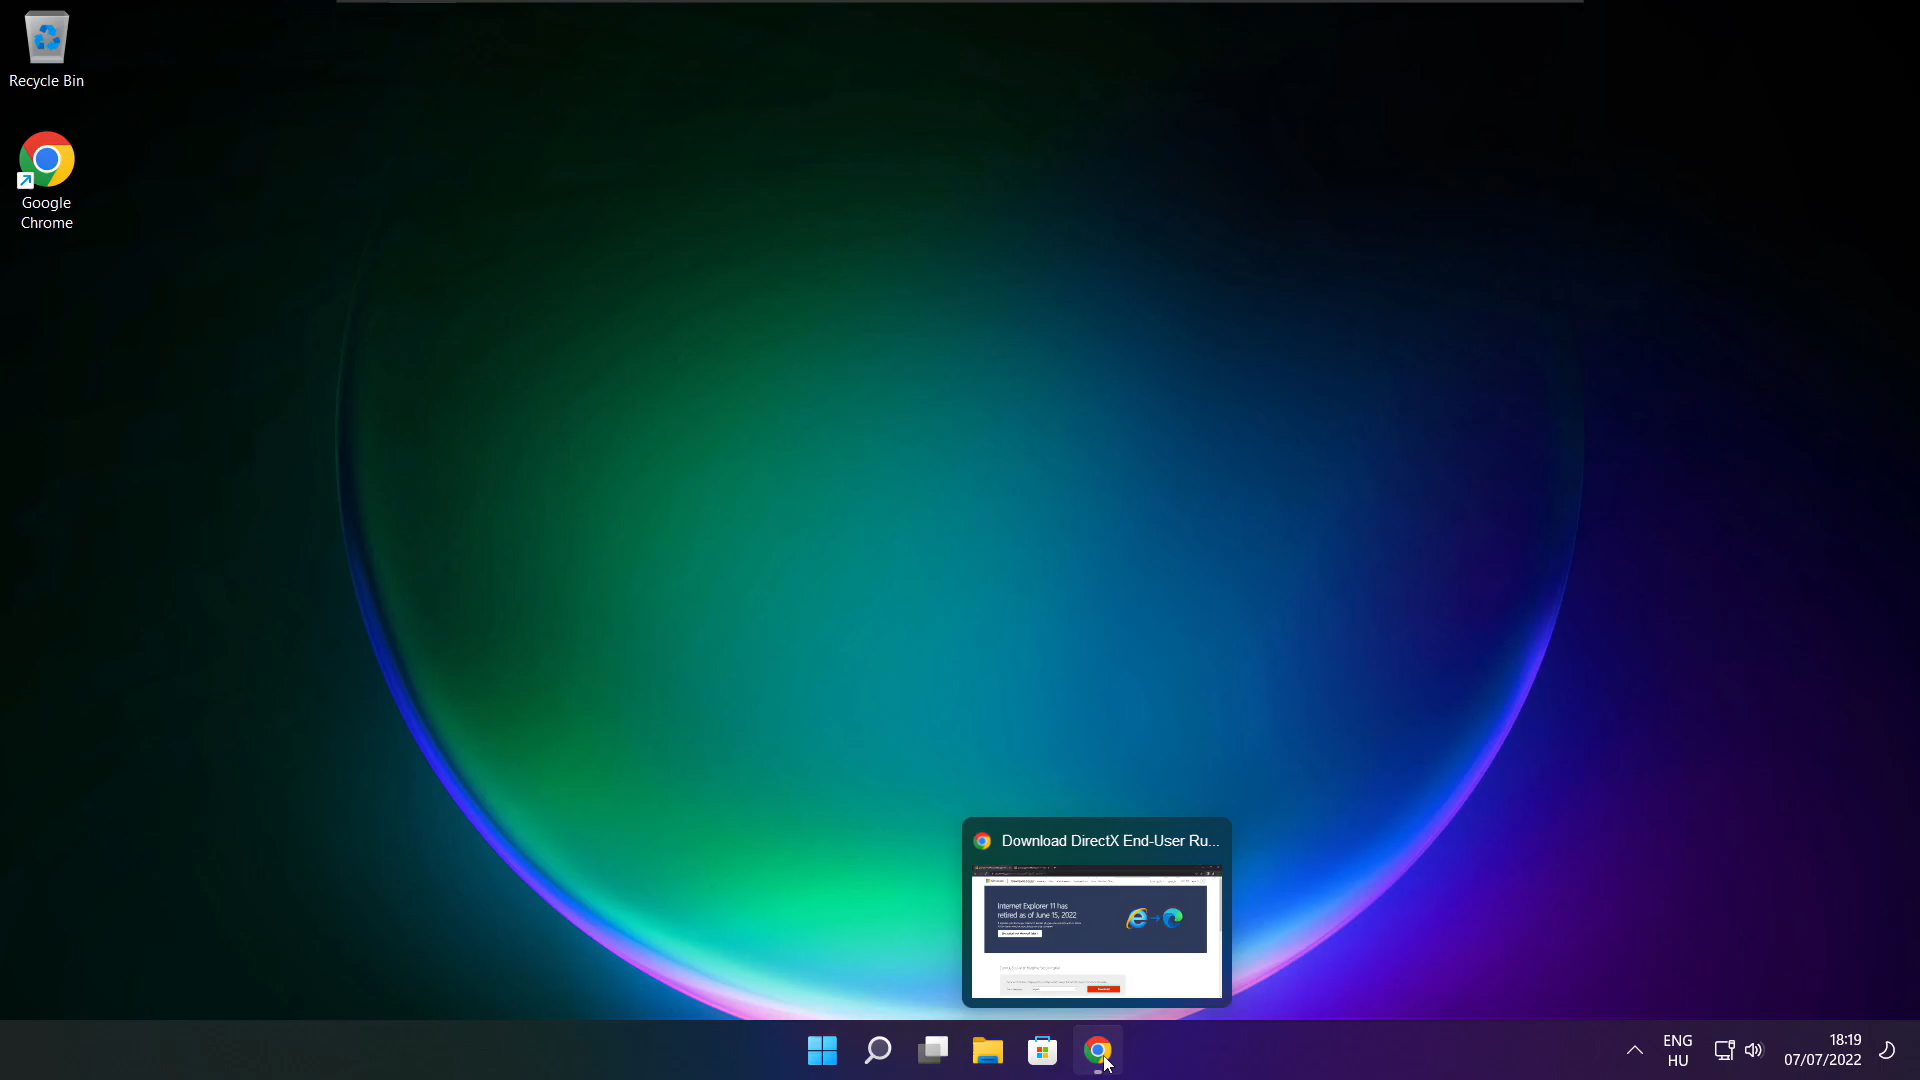 Recycle Bin
Google
Chrome
Download DirectX End-User Ru...
Internet Explorer 11 has
retired as of June 15, 2022
ENG
HU
18:19
07/07/2022